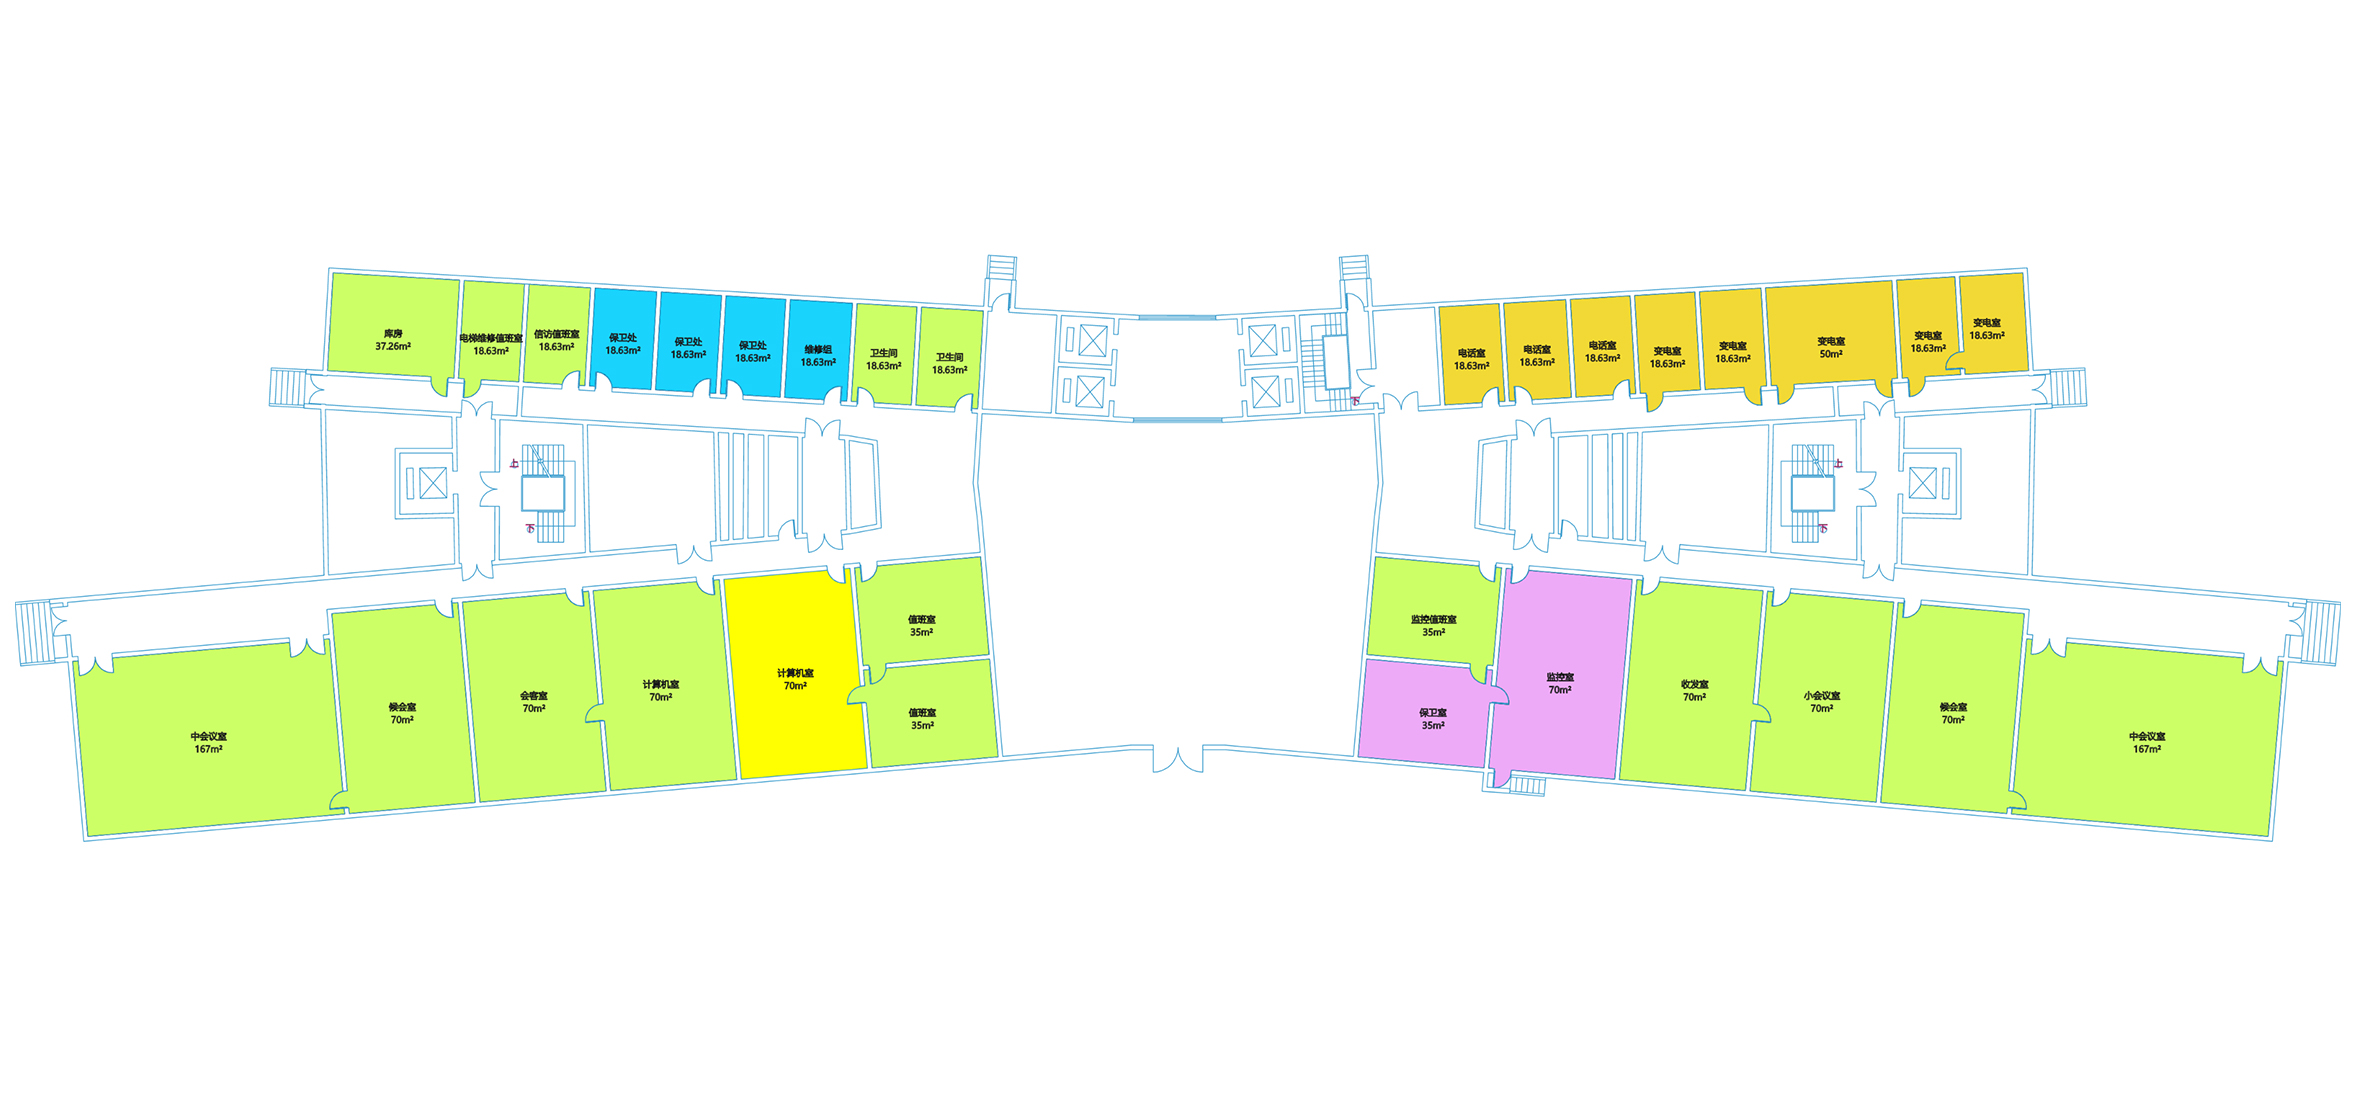 库房
37.26m²
电梯维修值班室
18.63m²
信访值班室
18.63m²
保卫处
18.63m²
保卫处
18.63m²
保卫处
18.63m²
维修组
18.63m²
卫生间
18.63m²
卫生间
18.63m²
电话室
18.63m²
电话室
18.63m²
电话室
18.63m²
变电室
18.63m²
变电室
18.63m²
变电室
50m²
变电室
18.63m²
变电室
18.63m²
下
上
下
上
下
中会议室
167m²
候会室
70m²
会客室
70m²
计算机室
70m²
计算机室
70m²
值班室
35m²
值班室
35m²
监控值班室
35m²
保卫室
35m²
监控室
70m²
收发室
70m²
小会议室
70m²
候会室
70m²
中会议室
167m²